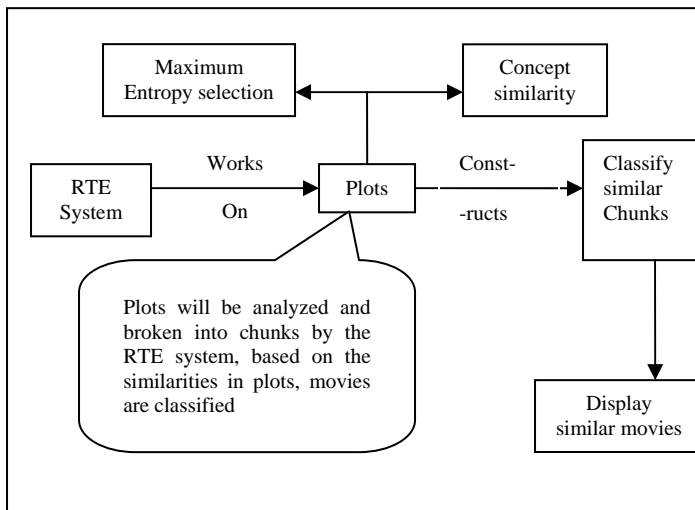 Maximum
Entropy selection
Concept
similarity
RTE
System
Works
On
Plots
Const-
-ructs
Classify
similar
Chunks
Plots will be analyzed and
broken into chunks by the
RTE system, based on the
similarities in plots, movies
are classified
Display
similar movies